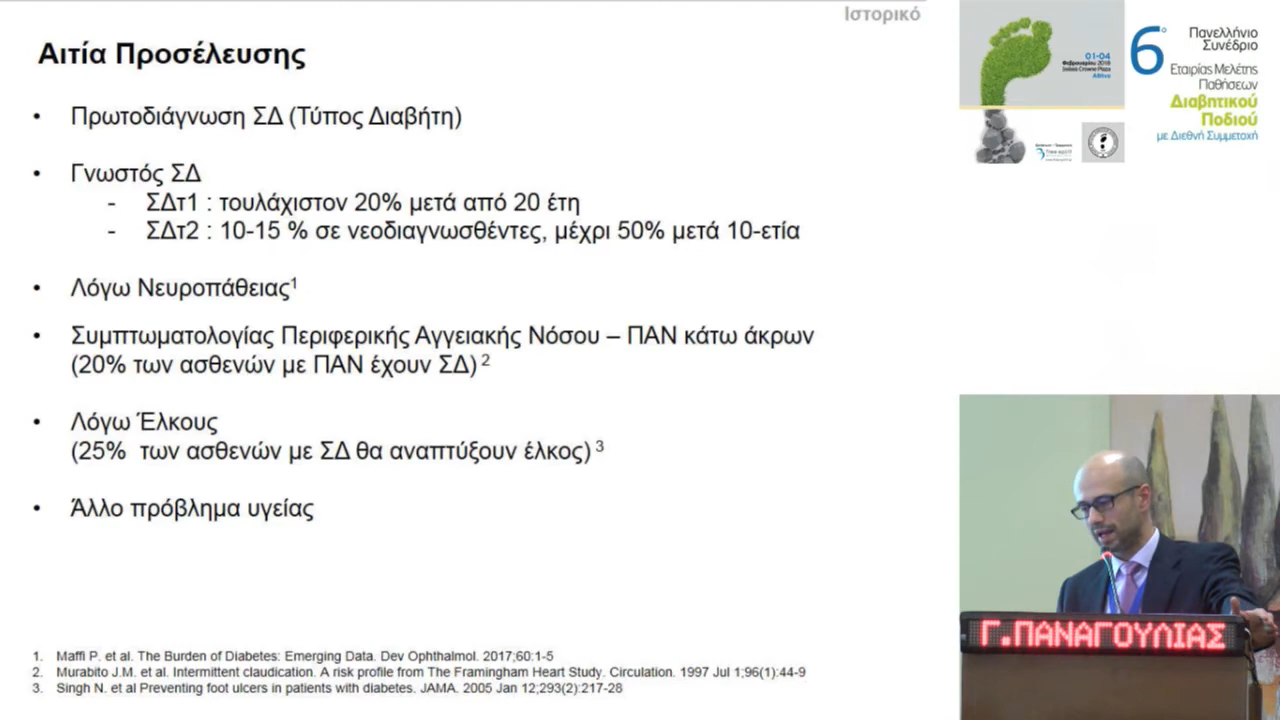 Ιστορικό
Αιτία Προσέλευσης
• Πρωτοδιάγνωση ΣΔ (Τύπος Διαβήτη)
• Γνωστός ΣΔ
- ΣΔτ1 : τουλάχιστον 20% μετά από 20 έτη
- ΣΔτ2 : 10-15 % σε νεοδιαγνωσθέντες, μέχρι 50% μετά 10-ετία
• Λόγω Νευροπάθειας¹
• Συμπτωματολογίας Περιφερικής Αγγειακής Νόσου – ΠΑΝ κάτω άκρων
(20% των ασθενών με ΠΑΝ έχουν ΣΔ) ²
• Λόγω Έλκους
(25% των ασθενών με ΣΔ θα αναπτύξουν έλκος) ³
• Άλλο πρόβλημα υγείας
1. Maffi P. et al. The Burden of Diabetes: Emerging Data. Dev Ophthalmol. 2017;60:1-5
2. Murabito J.M. et al. Intermittent claudication. A risk profile from The Framingham Heart Study. Circulation. 1997 Jul 1;96(1):44-9
3. Singh N. et al Preventing foot ulcers in patients with diabetes. JAMA. 2005 Jan 12;293(2):217-28
01-04
Φεβρουαρίου 2018
Crowne Plaza
Αθήνα
6°
Πανελλήνιο
Συνέδριο
Εταιρίας Μελέτης
Παθήσεων
Διαβητικού
Ποδιού
με Διεθνή Συμμετοχή
Γ.ΠΑΝΑΓΟΥΛΙΑΣ